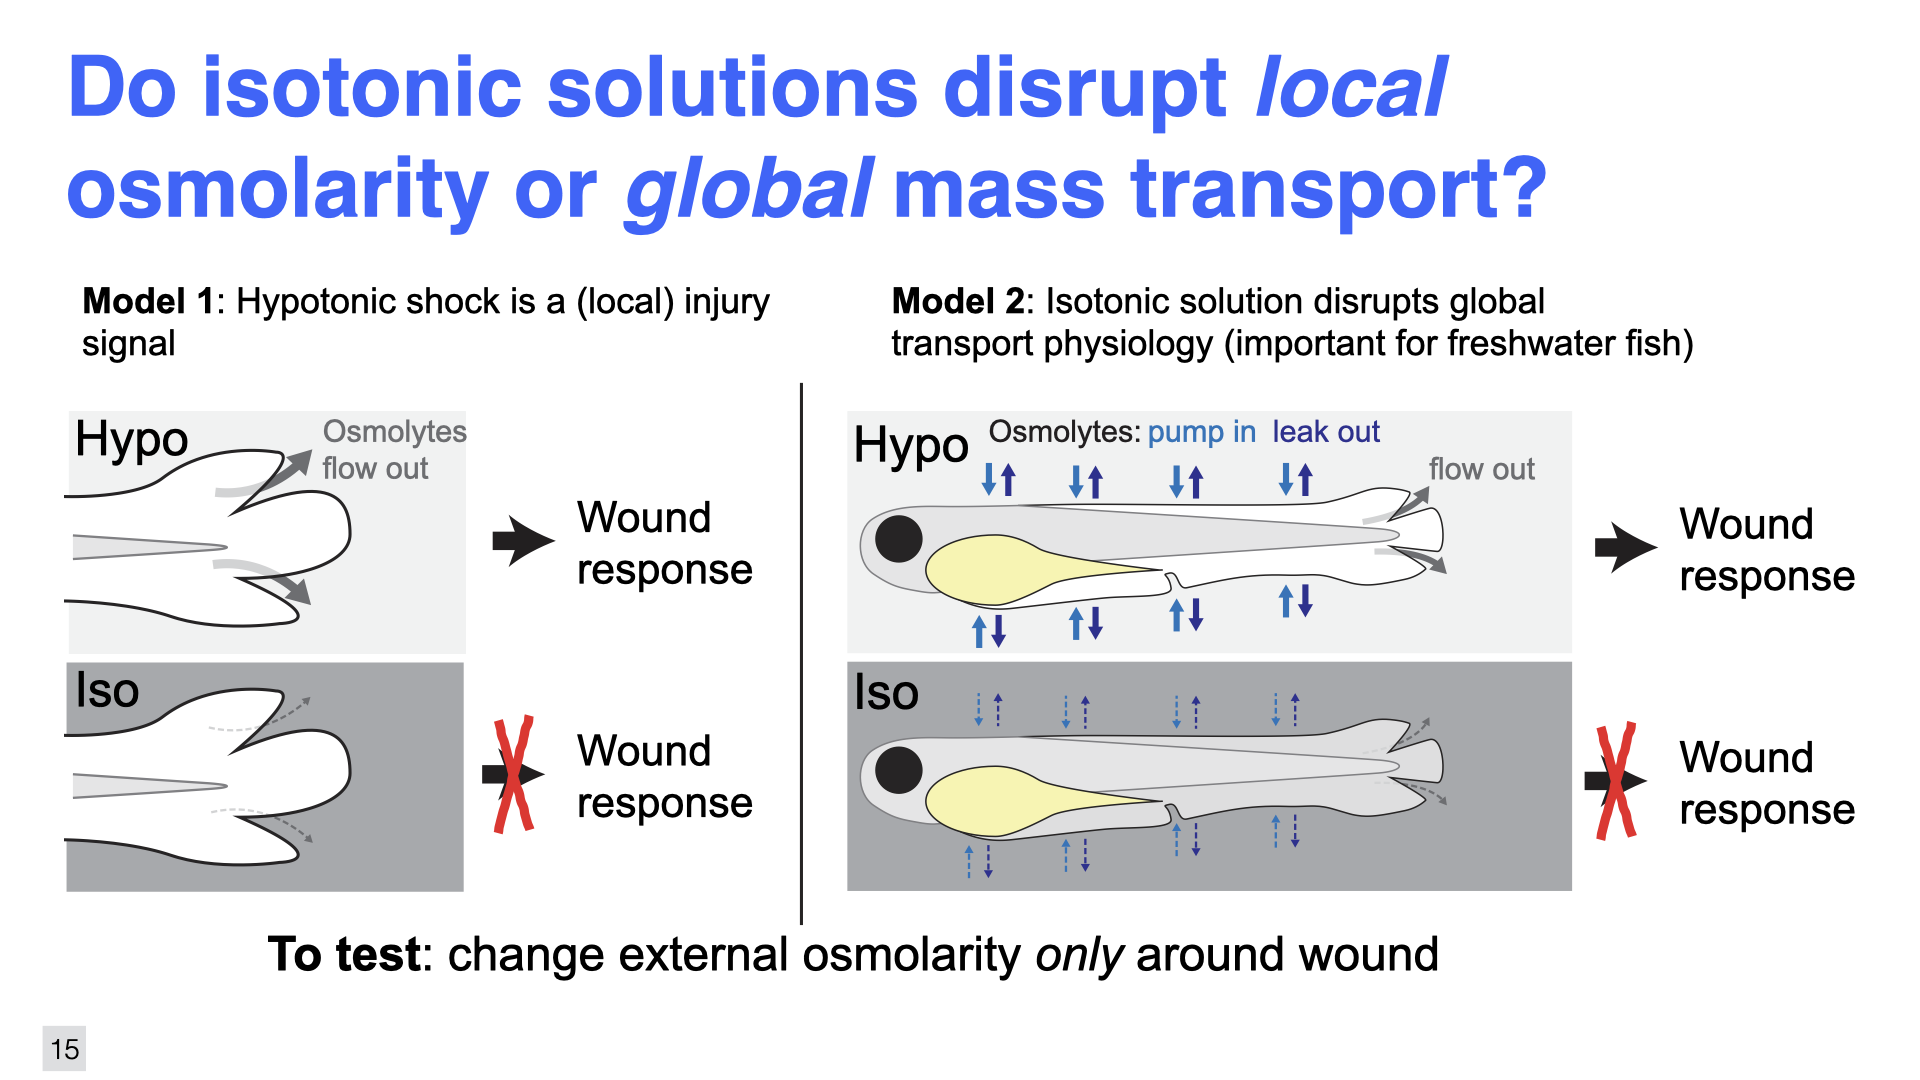 Do isotonic solutions disrupt local
osmolarity or global mass transport?
Model 1: Hypotonic shock is a (local) injury
signal
Hypo
Osmolytes
flow out
Wound
response
Iso
Wound
response
Model 2: Isotonic solution disrupts global
transport physiology (important for freshwater fish)
Hypo
Osmolytes: pump in leak out
flow out
Wound
response
Iso
Wound
response
To test: change external osmolarity only around wound
15